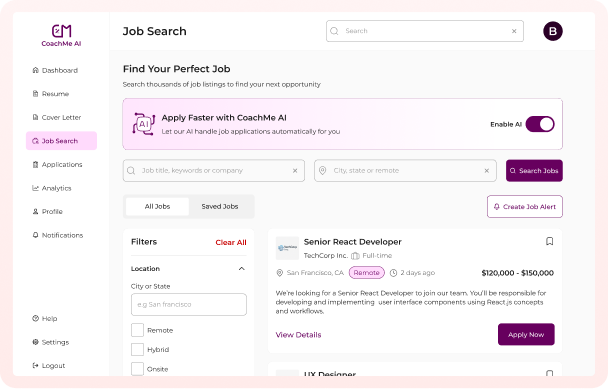 CM
CoachMe AI
Dashboard
Resume
Cover Letter
Job Search
Applications
Analytics
Profile
Notifications
Help
Settings
Logout
Job Search
Search
B
Find Your Perfect Job
Search thousands of job listings to find your next opportunity
AI
Apply Faster with CoachMe AI
Let our AI handle job applications automatically for you
Enable AI
Job title, keywords or company
City, state or remote
Search Jobs
All Jobs
Saved Jobs
Create Job Alert
Filters
Clear All
Location
City or State
e.g San francisco
Remote
Hybrid
Onsite
Senior React Developer
TechCorp Inc.
Full-time
San Francisco, CA
Remote
2 days ago
$120,000 - $150,000
We're looking for a Senior React Developer to join our team. You'll be responsible for
developing and implementing user interface components using React.js concepts
and workflows.
View Details
Apply Now
UX Designer